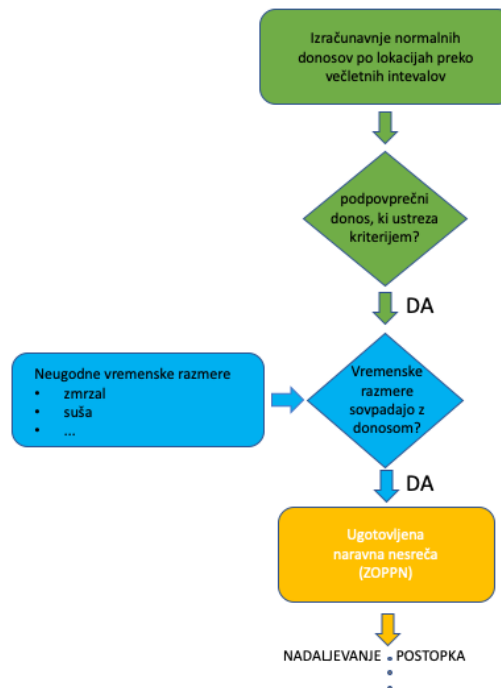 Izračunavnje normalnih
donosov po lokacijah preko
večletnih intevalov
podpovprečni
donos, ki ustreza
kriterijem?
DA
Neugodne vremenske razmere
• zmrzal
• suša
• ...
Vremenske
razmere
sovpadajo z
donosom?
DA
Ugotovljena
naravna nesreča
(ZOPPN)
NADALJEVANJE POSTOPKA